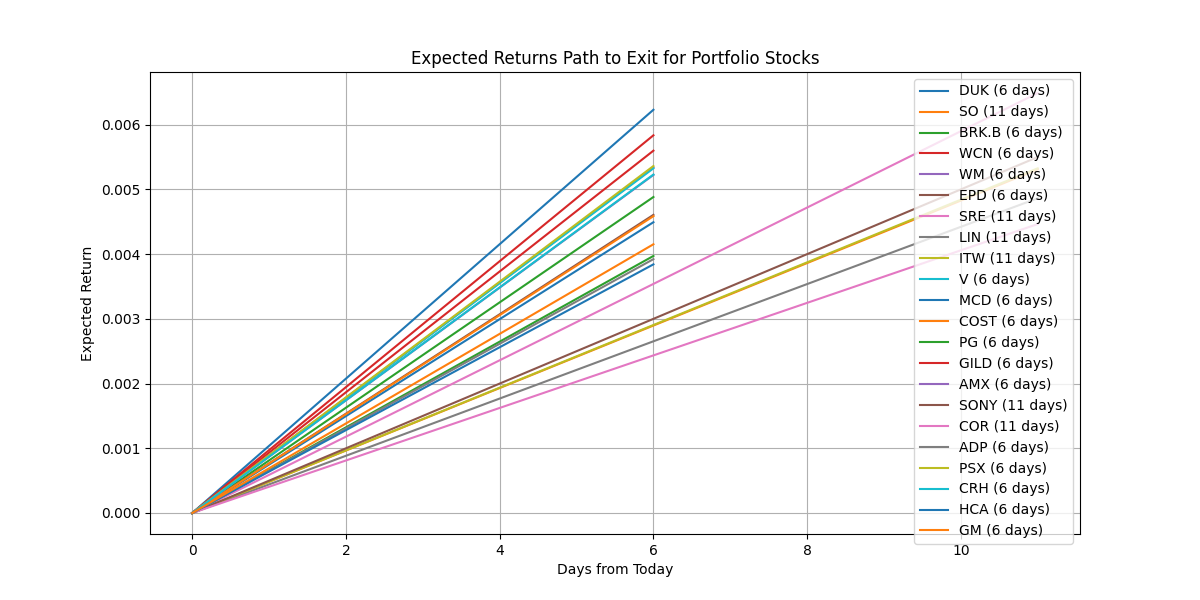 Expected Returns Path to Exit for Portfolio Stocks
Expected Return
0.006
0.005
0.004
0.003
0.002
0.001
0.000
0 2 4 6 8 10
Days from Today
DUK (6 days)
SO (11 days)
BRK.B (6 days)
WCN (6 days)
WM (6 days)
EPD (6 days)
SRE (11 days)
LIN (11 days)
ITW (11 days)
V (6 days)
MCD (6 days)
COST (6 days)
PG (6 days)
GILD (6 days)
AMX (6 days)
SONY (11 days)
COR (11 days)
ADP (6 days)
PSX (6 days)
CRH (6 days)
HCA (6 days)
GM (6 days)